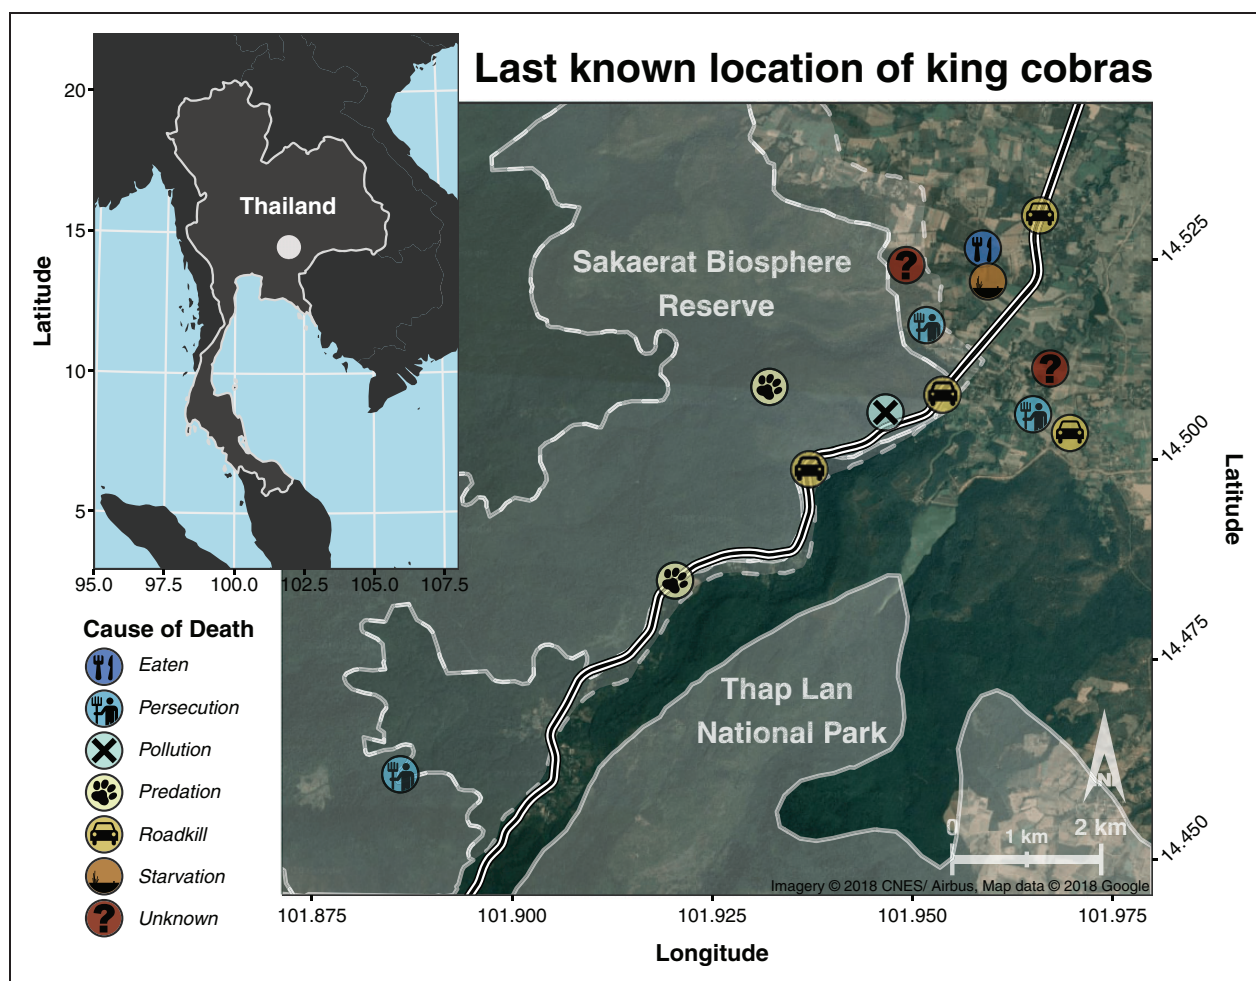 Last known location of king cobras
20
15
10
5
Latitude
Thailand
95.0 97.5 100.0 102.5 105.0 107.5
Sakaerat Biosphere
Reserve
Thap Lan
National Park
14.525
14.500
14.475
14.450
Latitude
N
0 1 km 2 km
Imagery © 2018 CNES/ Airbus, Map data © 2018 Google
101.875 101.900 101.925 101.950 101.975
Longitude
Cause of Death
Eaten
Persecution
Pollution
Predation
Roadkill
Starvation
? Unknown
?
?